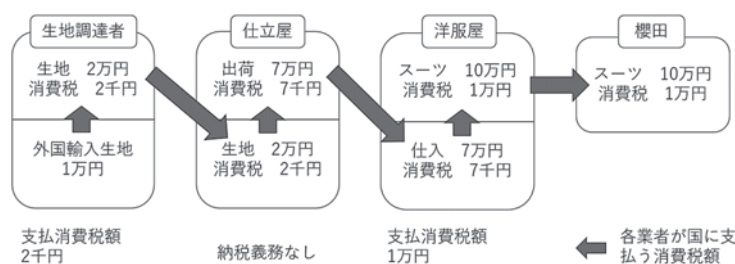 生地調達者
生地 2万円
消費税 2千円
外国輸入生地
1万円
支払消費税額
2千円
仕立屋
出荷 7万円
消費税 7千円
生地 2万円
消費税 2千円
納税義務なし
洋服屋
スーツ 10万円
消費税 1万円
仕入 7万円
消費税 7千円
支払消費税額
1万円
櫻田
スーツ 10万円
消費税 1万円
各業者が国に支
払う消費税額